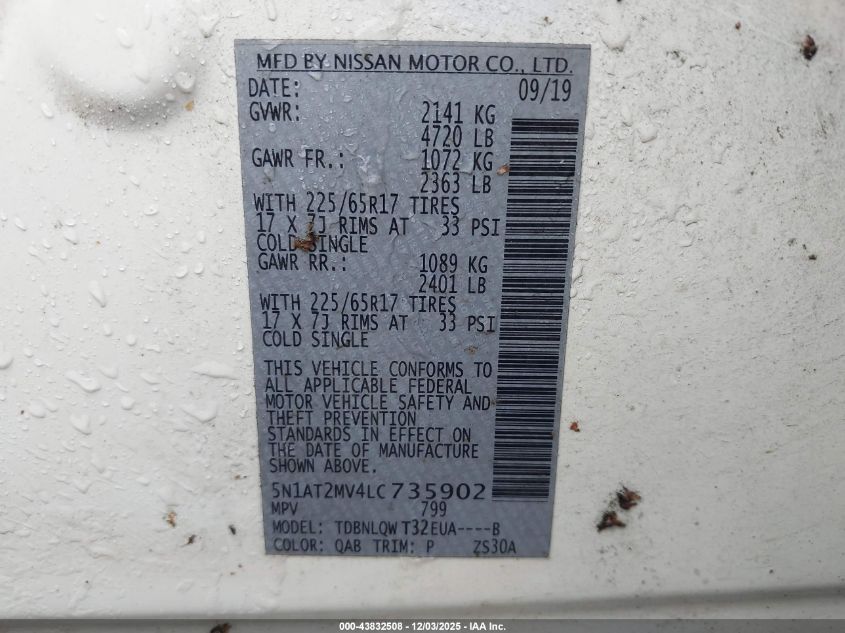 MFD BY NISSAN MOTOR CO., LTD.
DATE: 09/19
GVWR: 2141 KG
4720 LB
GAWR FR.: 1072 KG
2363 LB
WITH 225/65R17 TIRES
17 X 7J RIMS AT 33 PSI
COLD SINGLE
GAWR RR.: 1089 KG
2401 LB
WITH 225/65R17 TIRES
17 X 7J RIMS AT 33 PSI
COLD SINGLE
THIS VEHICLE CONFORMS TO
ALL APPLICABLE FEDERAL
MOTOR VEHICLE SAFETY AND
THEFT PREVENTION
STANDARDS IN EFFECT ON
THE DATE OF MANUFACTURE
SHOWN ABOVE.
5N1AT2MV4LC735902
MPV 799
MODEL: TDBNLQW T32EUA----B
COLOR: QAB TRIM: P ZS30A
000-43832508 - 12/03/2025 - IAA Inc.